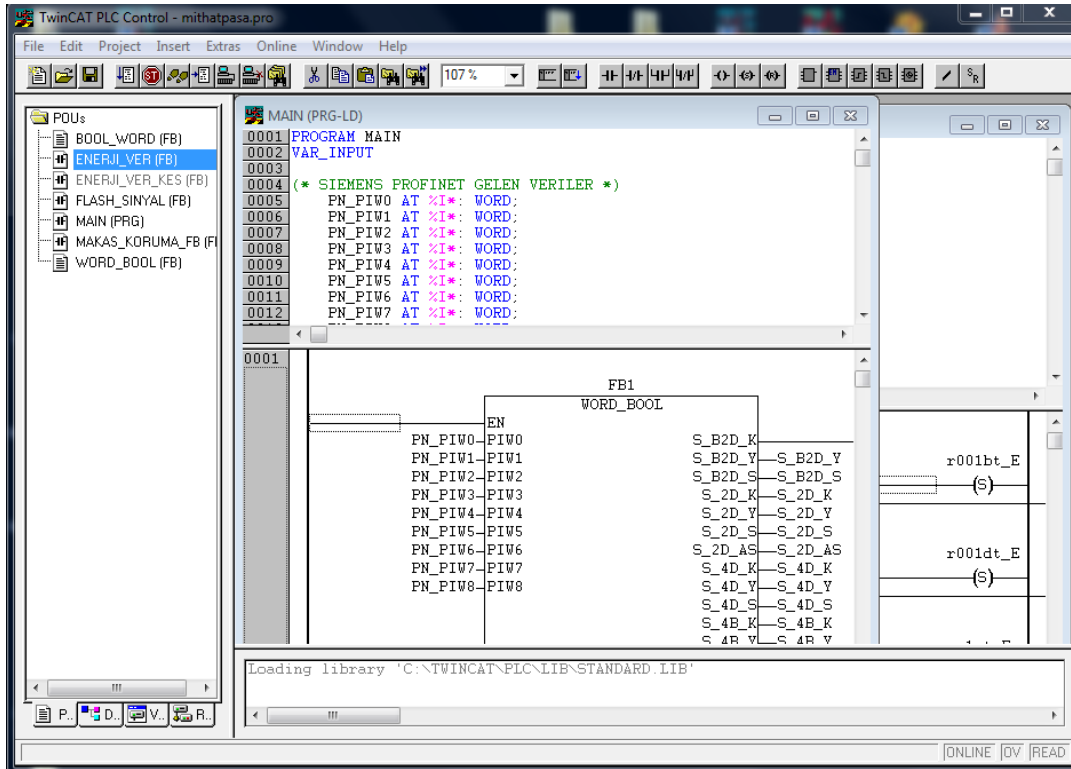 TwinCAT PLC Control - mithatpasa.pro
File Edit Project Insert Extras Online Window Help
107 %
POUs
BOOL_WORD (FB)
ENERJI_VER (FB)
ENERJI_VER_KES (FB)
FLASH_SINYAL (FB)
MAIN (PRG)
MAKAS_KORUMA_FB (F
WORD_BOOL (FB)
P.. D.. V.. R..
MAIN (PRG-LD)
0001 PROGRAM MAIN
0002 VAR_INPUT
0003
0004 (* SIEMENS PROFINET GELEN VERILER *)
0005 PN_PIW0 AT %I*: WORD;
0006 PN_PIW1 AT %I*: WORD;
0007 PN_PIW2 AT %I*: WORD;
0008 PN_PIW3 AT %I*: WORD;
0009 PN_PIW4 AT %I*: WORD;
0010 PN_PIW5 AT %I*: WORD;
0011 PN_PIW6 AT %I*: WORD;
0012 PN_PIW7 AT %I*: WORD;
0001
FB1
WORD_BOOL
EN
PN_PIW0 PIW0 S_B2D_K
PN_PIW1 PIW1 S_B2D_Y S_B2D_Y
PN_PIW2 PIW2 S_B2D_S S_B2D_S
PN_PIW3 PIW3 S_2D_K S_2D_K
PN_PIW4 PIW4 S_2D_Y S_2D_Y
PN_PIW5 PIW5 S_2D_S S_2D_S
PN_PIW6 PIW6 S_2D_AS S_2D_AS
PN_PIW7 PIW7 S_4D_K S_4D_K
PN_PIW8 PIW8 S_4D_Y S_4D_Y
S_4D_S S_4D_S
S_4B_K S_4B_K
S_4B_Y S_4B_Y
r001bt_E
(S)
r001dt_E
(S)
Loading library 'C:\TWINCAT\PLC\LIB\STANDARD.LIB'
ONLINE OV READ